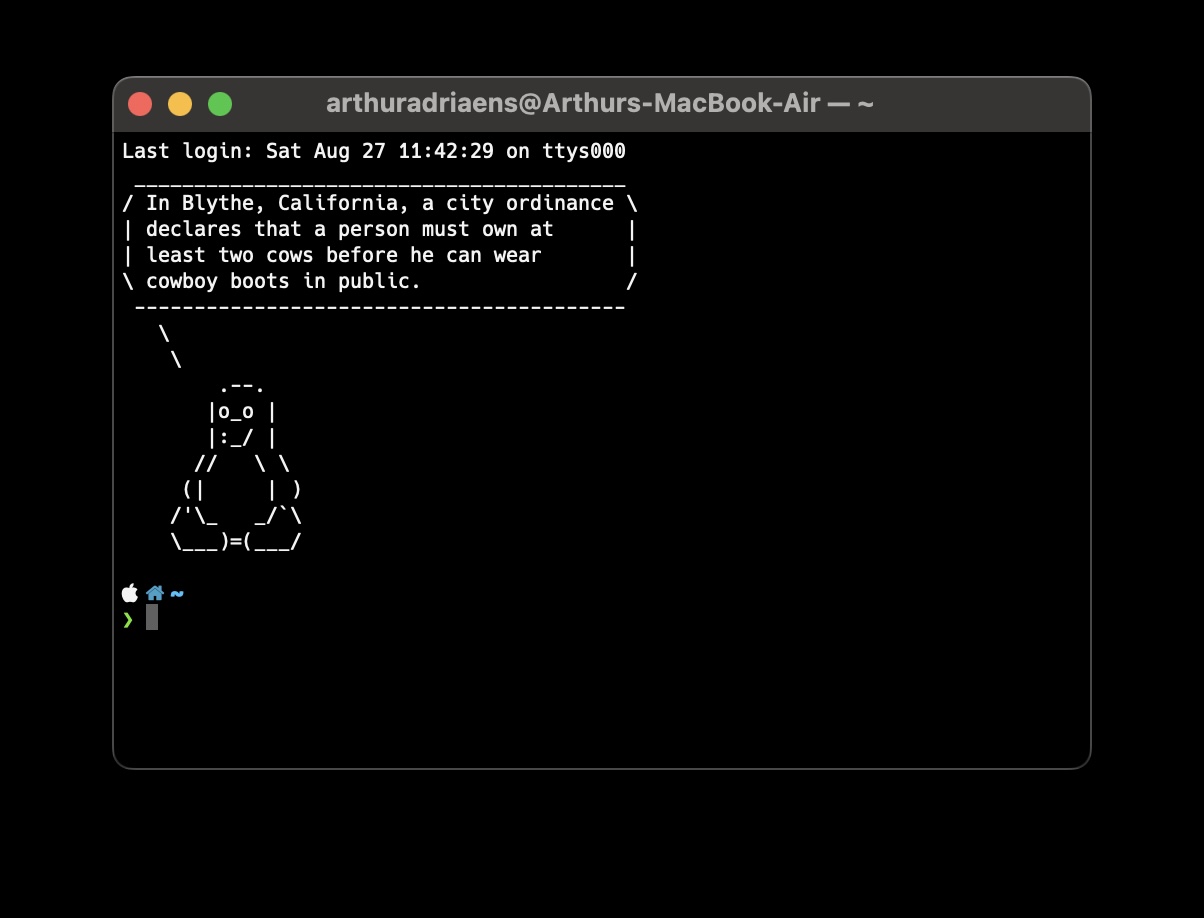 arthuradriaens@Arthurs-MacBook-Air — ~
Last login: Sat Aug 27 11:42:29 on ttys000
 _________________________________________
/ In Blythe, California, a city ordinance \
| declares that a person must own at      |
| least two cows before he can wear       |
\ cowboy boots in public.                 /
 -----------------------------------------
   \
    \
        .--.
       |o_o |
       |:_/ |
      //   \ \
     (|     | )
    /'\_   _/`\
    \___)=(___/
~
❯